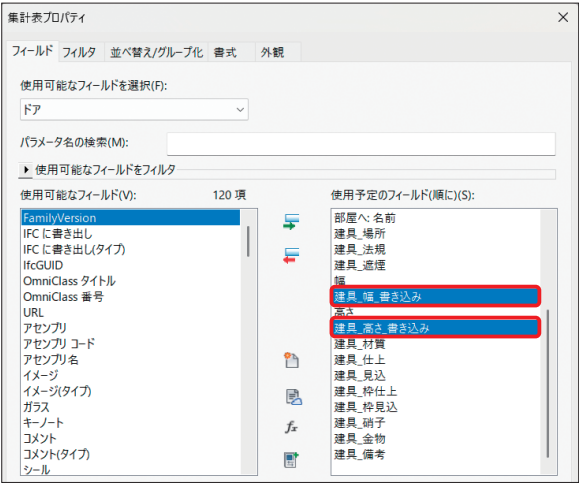 集計表プロパティ
フィールド フィルタ 並べ替え/グループ化 書式 外観
使用可能なフィールドを選択(F):
ドア
パラメータ名の検索(M):
使用可能なフィールドをフィルタ
使用可能なフィールド(V): 120 項
FamilyVersion
IFC に書き出し
IFC に書き出し(タイプ)
IfcGUID
OmniClass タイトル
OmniClass 番号
URL
アセンブリ
アセンブリ コード
アセンブリ名
イメージ
イメージ(タイプ)
ガラス
キーノート
コメント
コメント(タイプ)
シール
fx
使用予定のフィールド(順に)(S):
部屋へ: 名前
建具_場所
建具_法規
建具_遮煙
幅
建具_幅_書き込み
高さ
建具_高さ_書き込み
建具_材質
建具_仕上
建具_見込
建具_枠仕上
建具_枠見込
建具_硝子
建具_金物
建具_備考